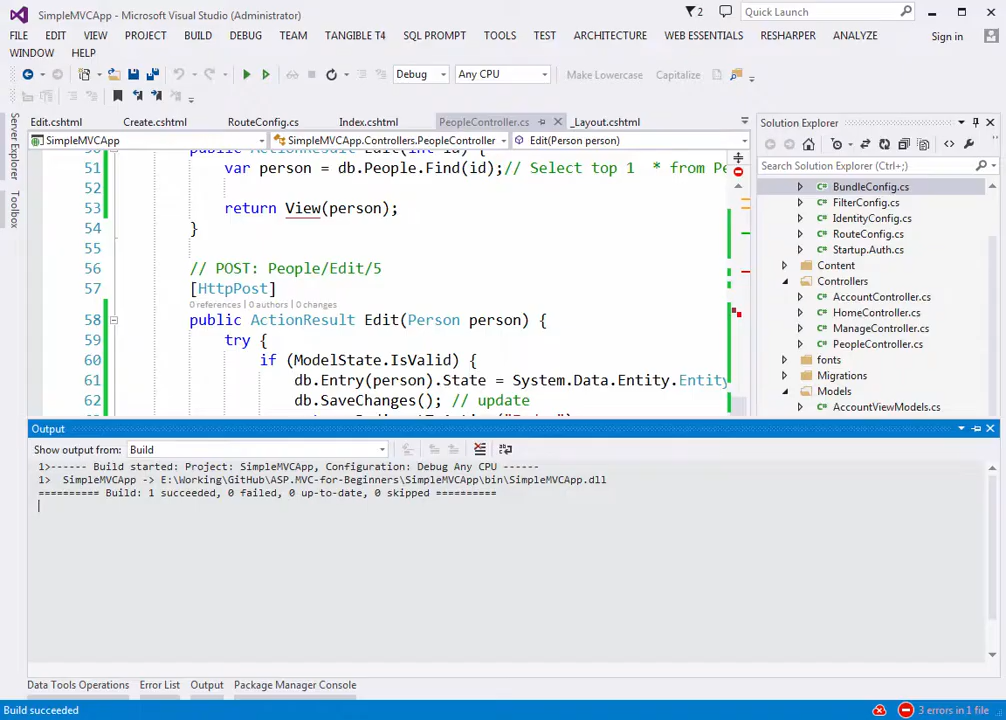 SimpleMVCApp - Microsoft Visual Studio (Administrator)
2
Quick Launch
FILE EDIT VIEW PROJECT BUILD DEBUG TEAM TANGIBLE T4 SQL PROMPT TOOLS TEST ARCHITECTURE WEB ESSENTIALS RESHARPER ANALYZE Sign in
WINDOW HELP
Debug Any CPU Make Lowercase Capitalize
Server Explorer
Toolbox
Edit.cshtml Create.cshtml RouteConfig.cs Index.cshtml PeopleController.cs _Layout.cshtml
SimpleMVCApp SimpleMVCApp.Controllers.PeopleController Edit(Person person)
public ActionResult Edit(int id) {
51 var person = db.People.Find(id);// Select top 1  * from Pe
52
53 return View(person);
54 }
55
56 // POST: People/Edit/5
57 [HttpPost]
0 references | 0 authors | 0 changes
58 public ActionResult Edit(Person person) {
59 try {
60 if (ModelState.IsValid) {
61 db.Entry(person).State = System.Data.Entity.Entity
62 db.SaveChanges(); // update
Solution Explorer
Search Solution Explorer (Ctrl+;)
BundleConfig.cs
FilterConfig.cs
IdentityConfig.cs
RouteConfig.cs
Startup.Auth.cs
Content
Controllers
AccountController.cs
HomeController.cs
ManageController.cs
PeopleController.cs
fonts
Migrations
Models
AccountViewModels.cs
Output
Show output from: Build
1>------ Build started: Project: SimpleMVCApp, Configuration: Debug Any CPU ------
1>  SimpleMVCApp -> E:\Working\GitHub\ASP.MVC-for-Beginners\SimpleMVCApp\bin\SimpleMVCApp.dll
========== Build: 1 succeeded, 0 failed, 0 up-to-date, 0 skipped ==========
Data Tools Operations Error List Output Package Manager Console
Build succeeded
3 errors in 1 file